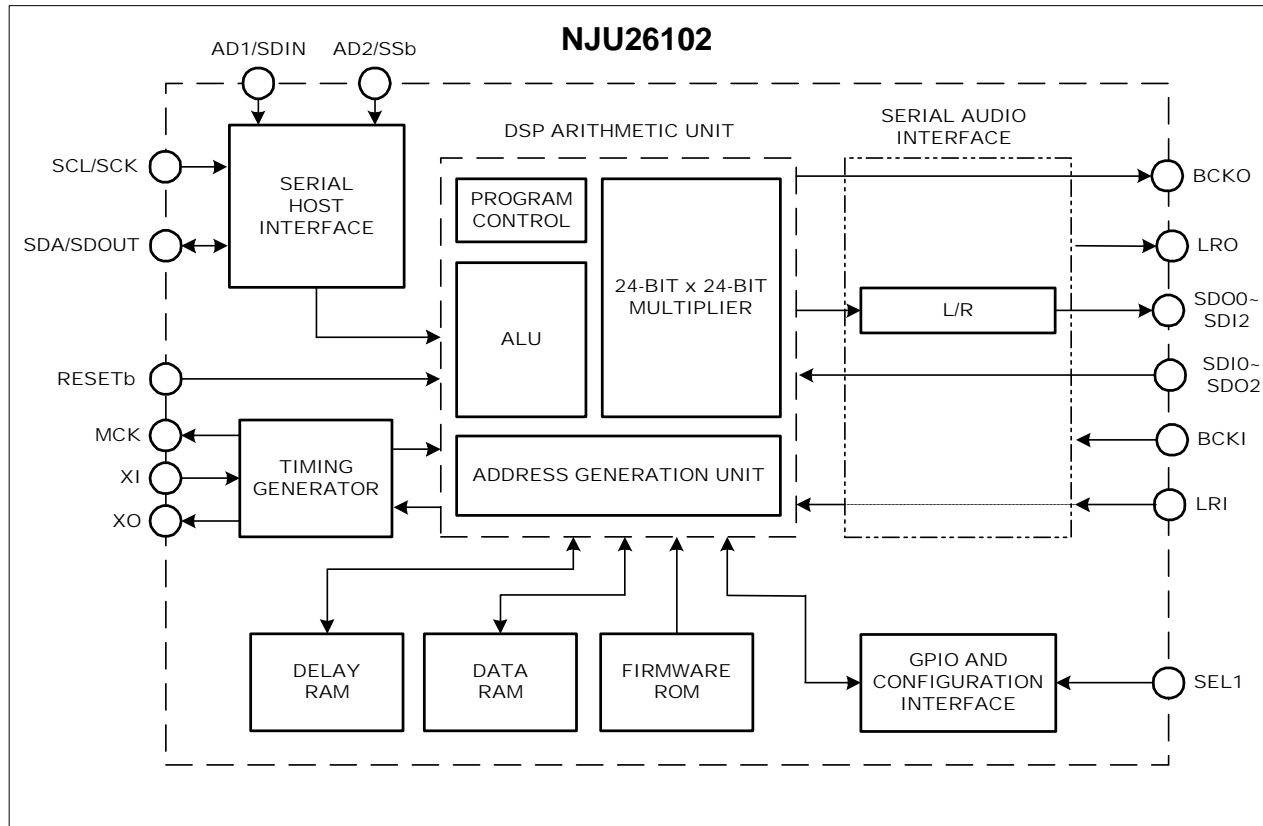 NJU26102
AD1/SDIN
AD2/SSb
DSP ARITHMETIC UNIT
SERIAL AUDIO
INTERFACE
SCL/SCK
SDA/SDOUT
SERIAL
HOST
INTERFACE
PROGRAM
CONTROL
24-BIT x 24-BIT
MULTIPLIER
ALU
L/R
BCKO
LRO
SDO0~
SDI2
SDI0~
SDO2
BCKI
LRI
RESETb
MCK
XI
XO
TIMING
GENERATOR
ADDRESS GENERATION UNIT
DELAY
RAM
DATA
RAM
FIRMWARE
ROM
GPIO AND
CONFIGURATION
INTERFACE
SEL1